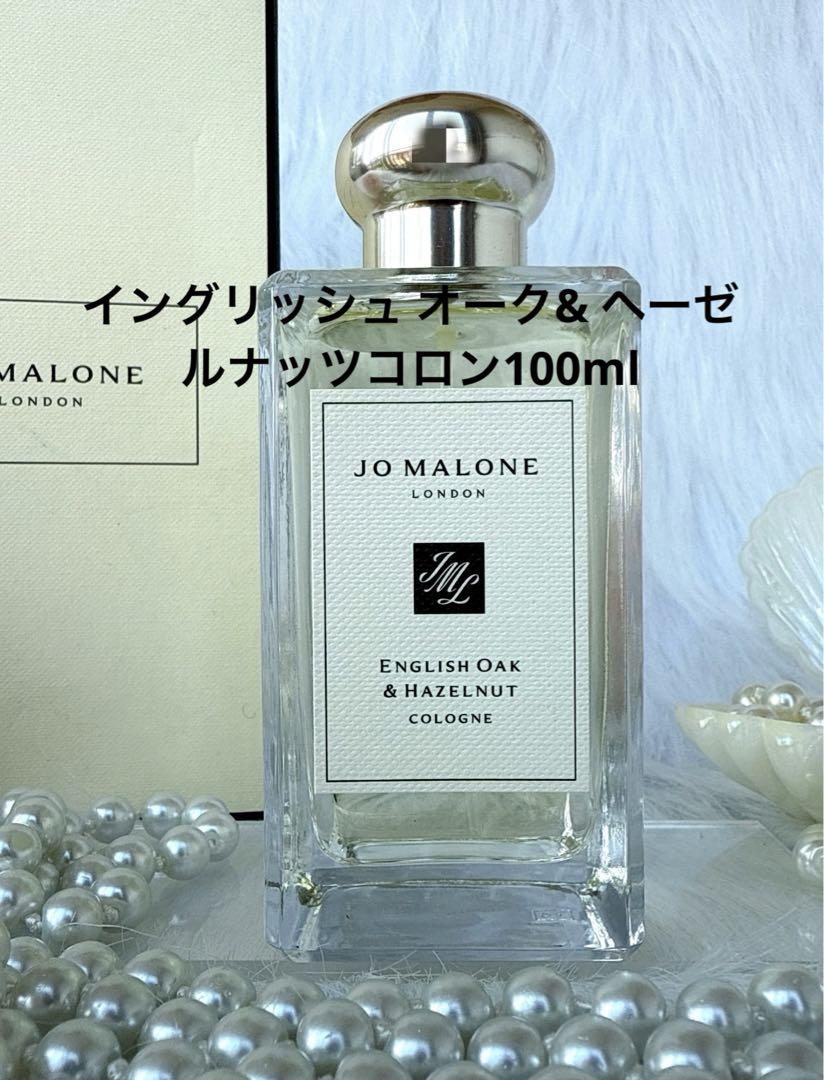 イングリッシュ オーク& ヘーゼ
ルナッツコロン100ml
MALONE
LONDON
JO MALONE
LONDON
JML
ENGLISH OAK
& HAZELNUT
COLOGNE